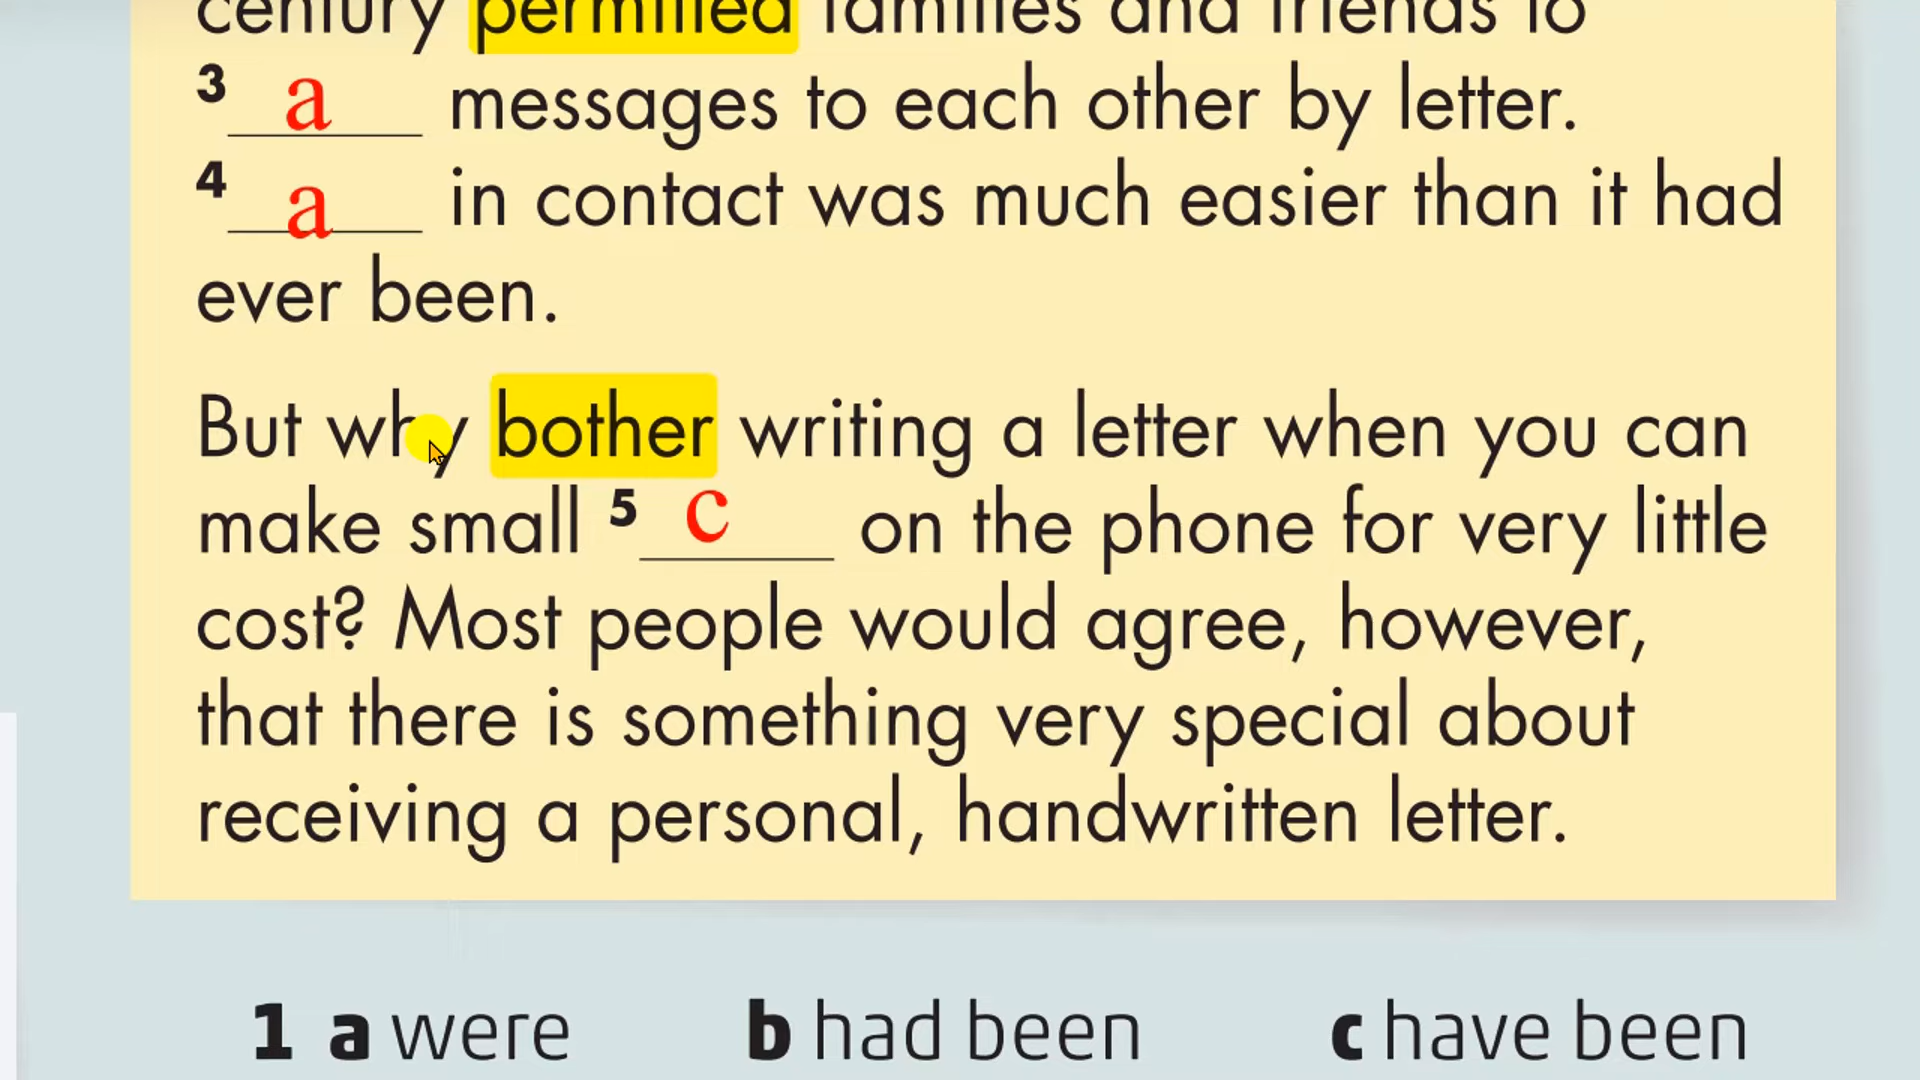 century permitted families and friends to
3 a messages to each other by letter.
4 a in contact was much easier than it had
ever been.
But why bother writing a letter when you can
make small 5 c on the phone for very little
cost? Most people would agree, however,
that there is something very special about
receiving a personal, handwritten letter.
1 a were b had been c have been